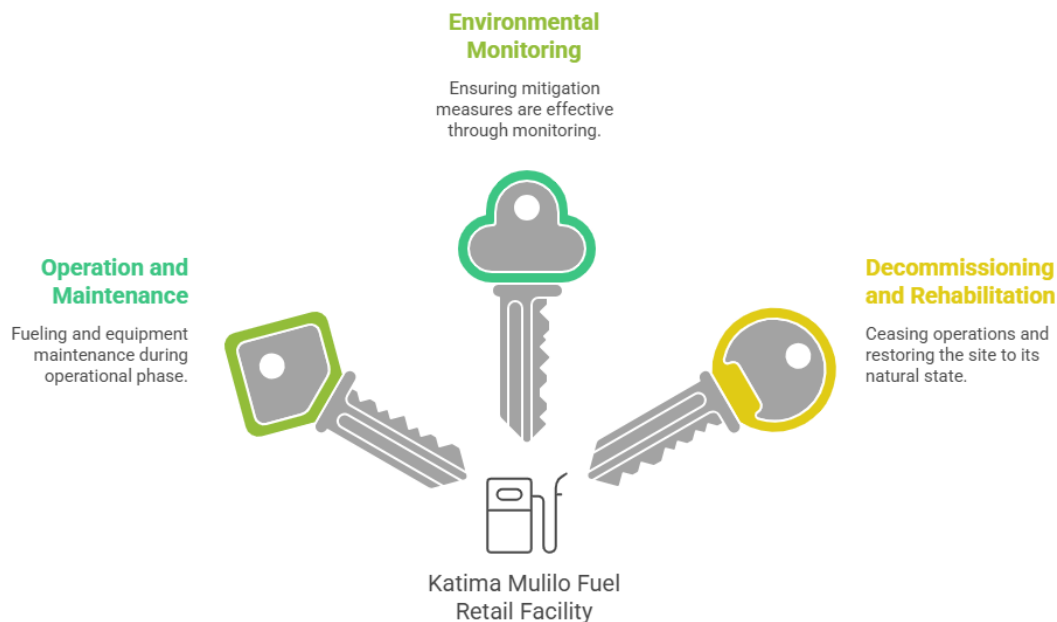 Environmental
Monitoring
Ensuring mitigation
measures are effective
through monitoring.
Operation and
Maintenance
Fueling and equipment
maintenance during
operational phase.
Decommissioning
and Rehabilitation
Ceasing operations and
restoring the site to its
natural state.
Katima Mulilo Fuel
Retail Facility